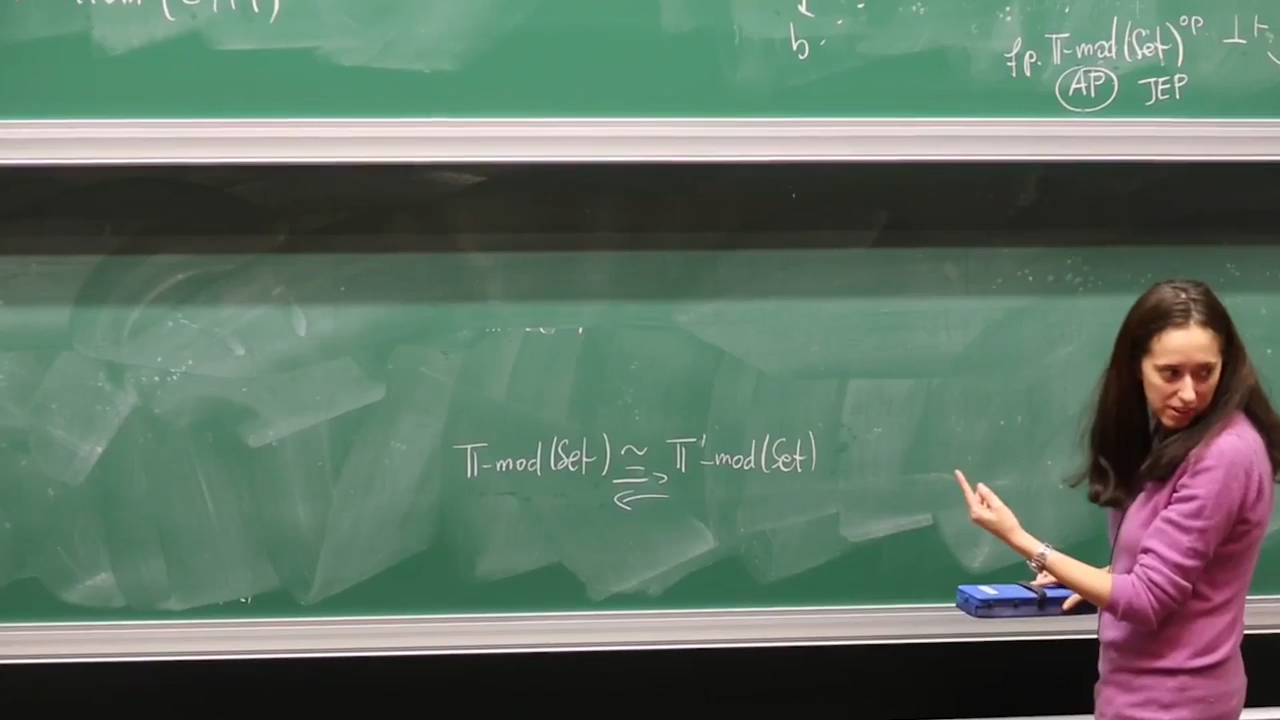 b.
f.p. 𝕋-mod(Set)^op.
AP JEP
𝕋-mod(Set) ≃ 𝕋'-mod(Set)